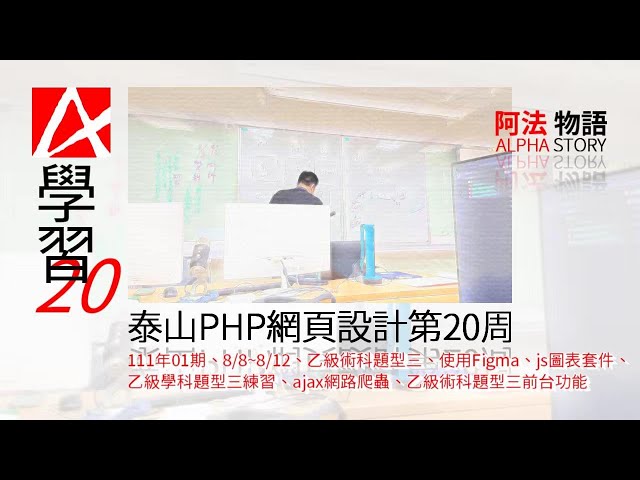 阿法 物語
ALPHA STORY
學習
20
泰山PHP網頁設計第20周
111年01期、8/8-8/12、乙級術科題型三、使用Figma、js圖表套件、
乙級學科題型三練習、ajax網路爬蟲、乙級術科題型三前台功能